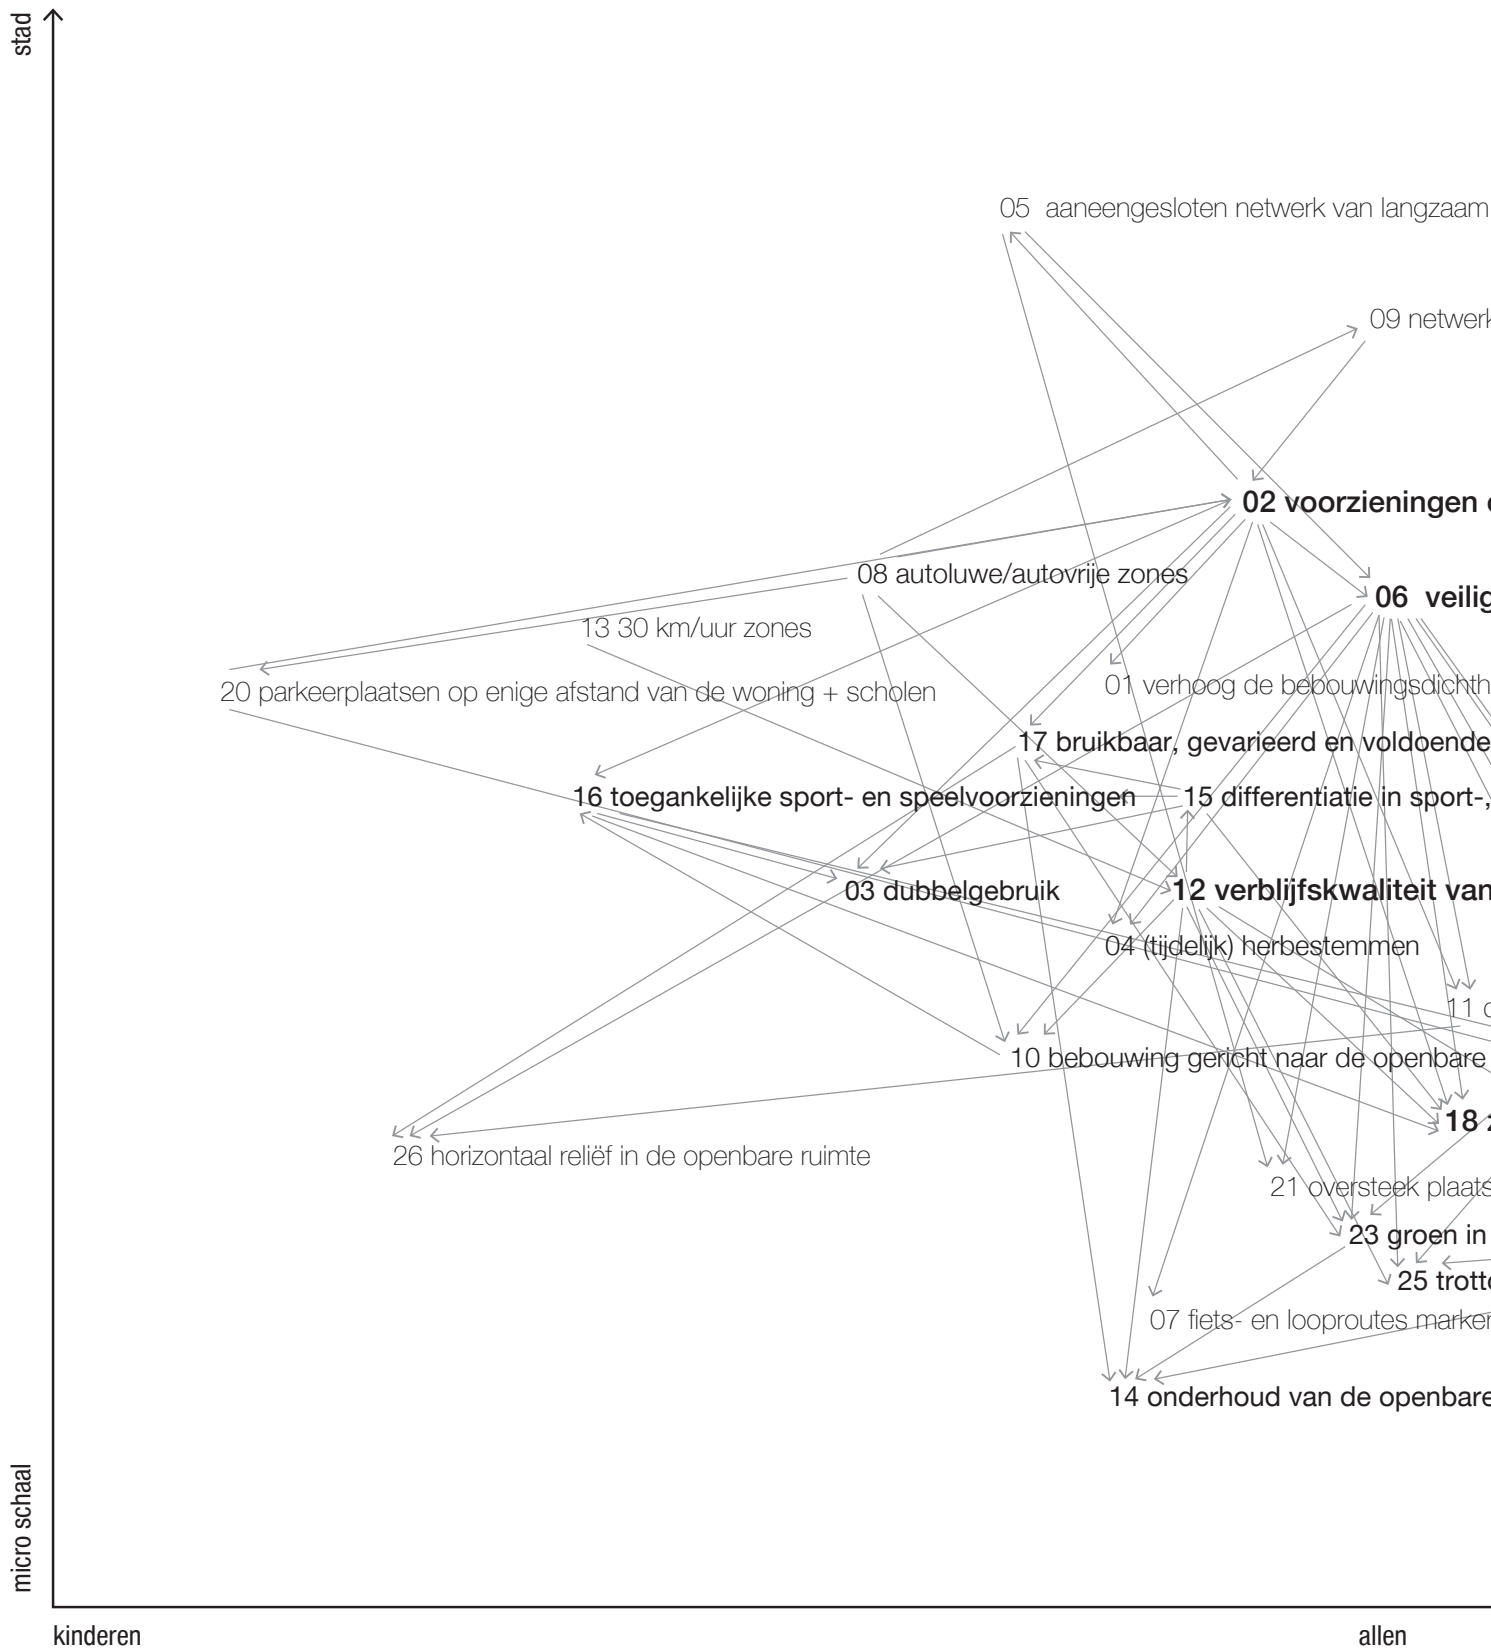 stad
05 aaneengesloten netwerk van langzaam
09 netwerk
02 voorzieningen
08 autoluwe/autovrije zones
06 veilig
13 30 km/uur zones
20 parkeerplaatsen op enige afstand van de woning + scholen
01 verhoog de bebouwingsdichth
17 bruikbaar, gevarieerd en voldoende
16 toegankelijke sport- en speelvoorzieningen
15 differentiatie in sport-,
03 dubbelgebruik
12 verblijfskwaliteit van
04 (tijdelijk) herbestemmen
11
10 bebouwing gericht naar de openbare
18
26 horizontaal reliëf in de openbare ruimte
21 oversteek plaats
23 groen in
25 trotto
07 fiets- en looproutes marker
14 onderhoud van de openbare
micro schaal
kinderen
allen